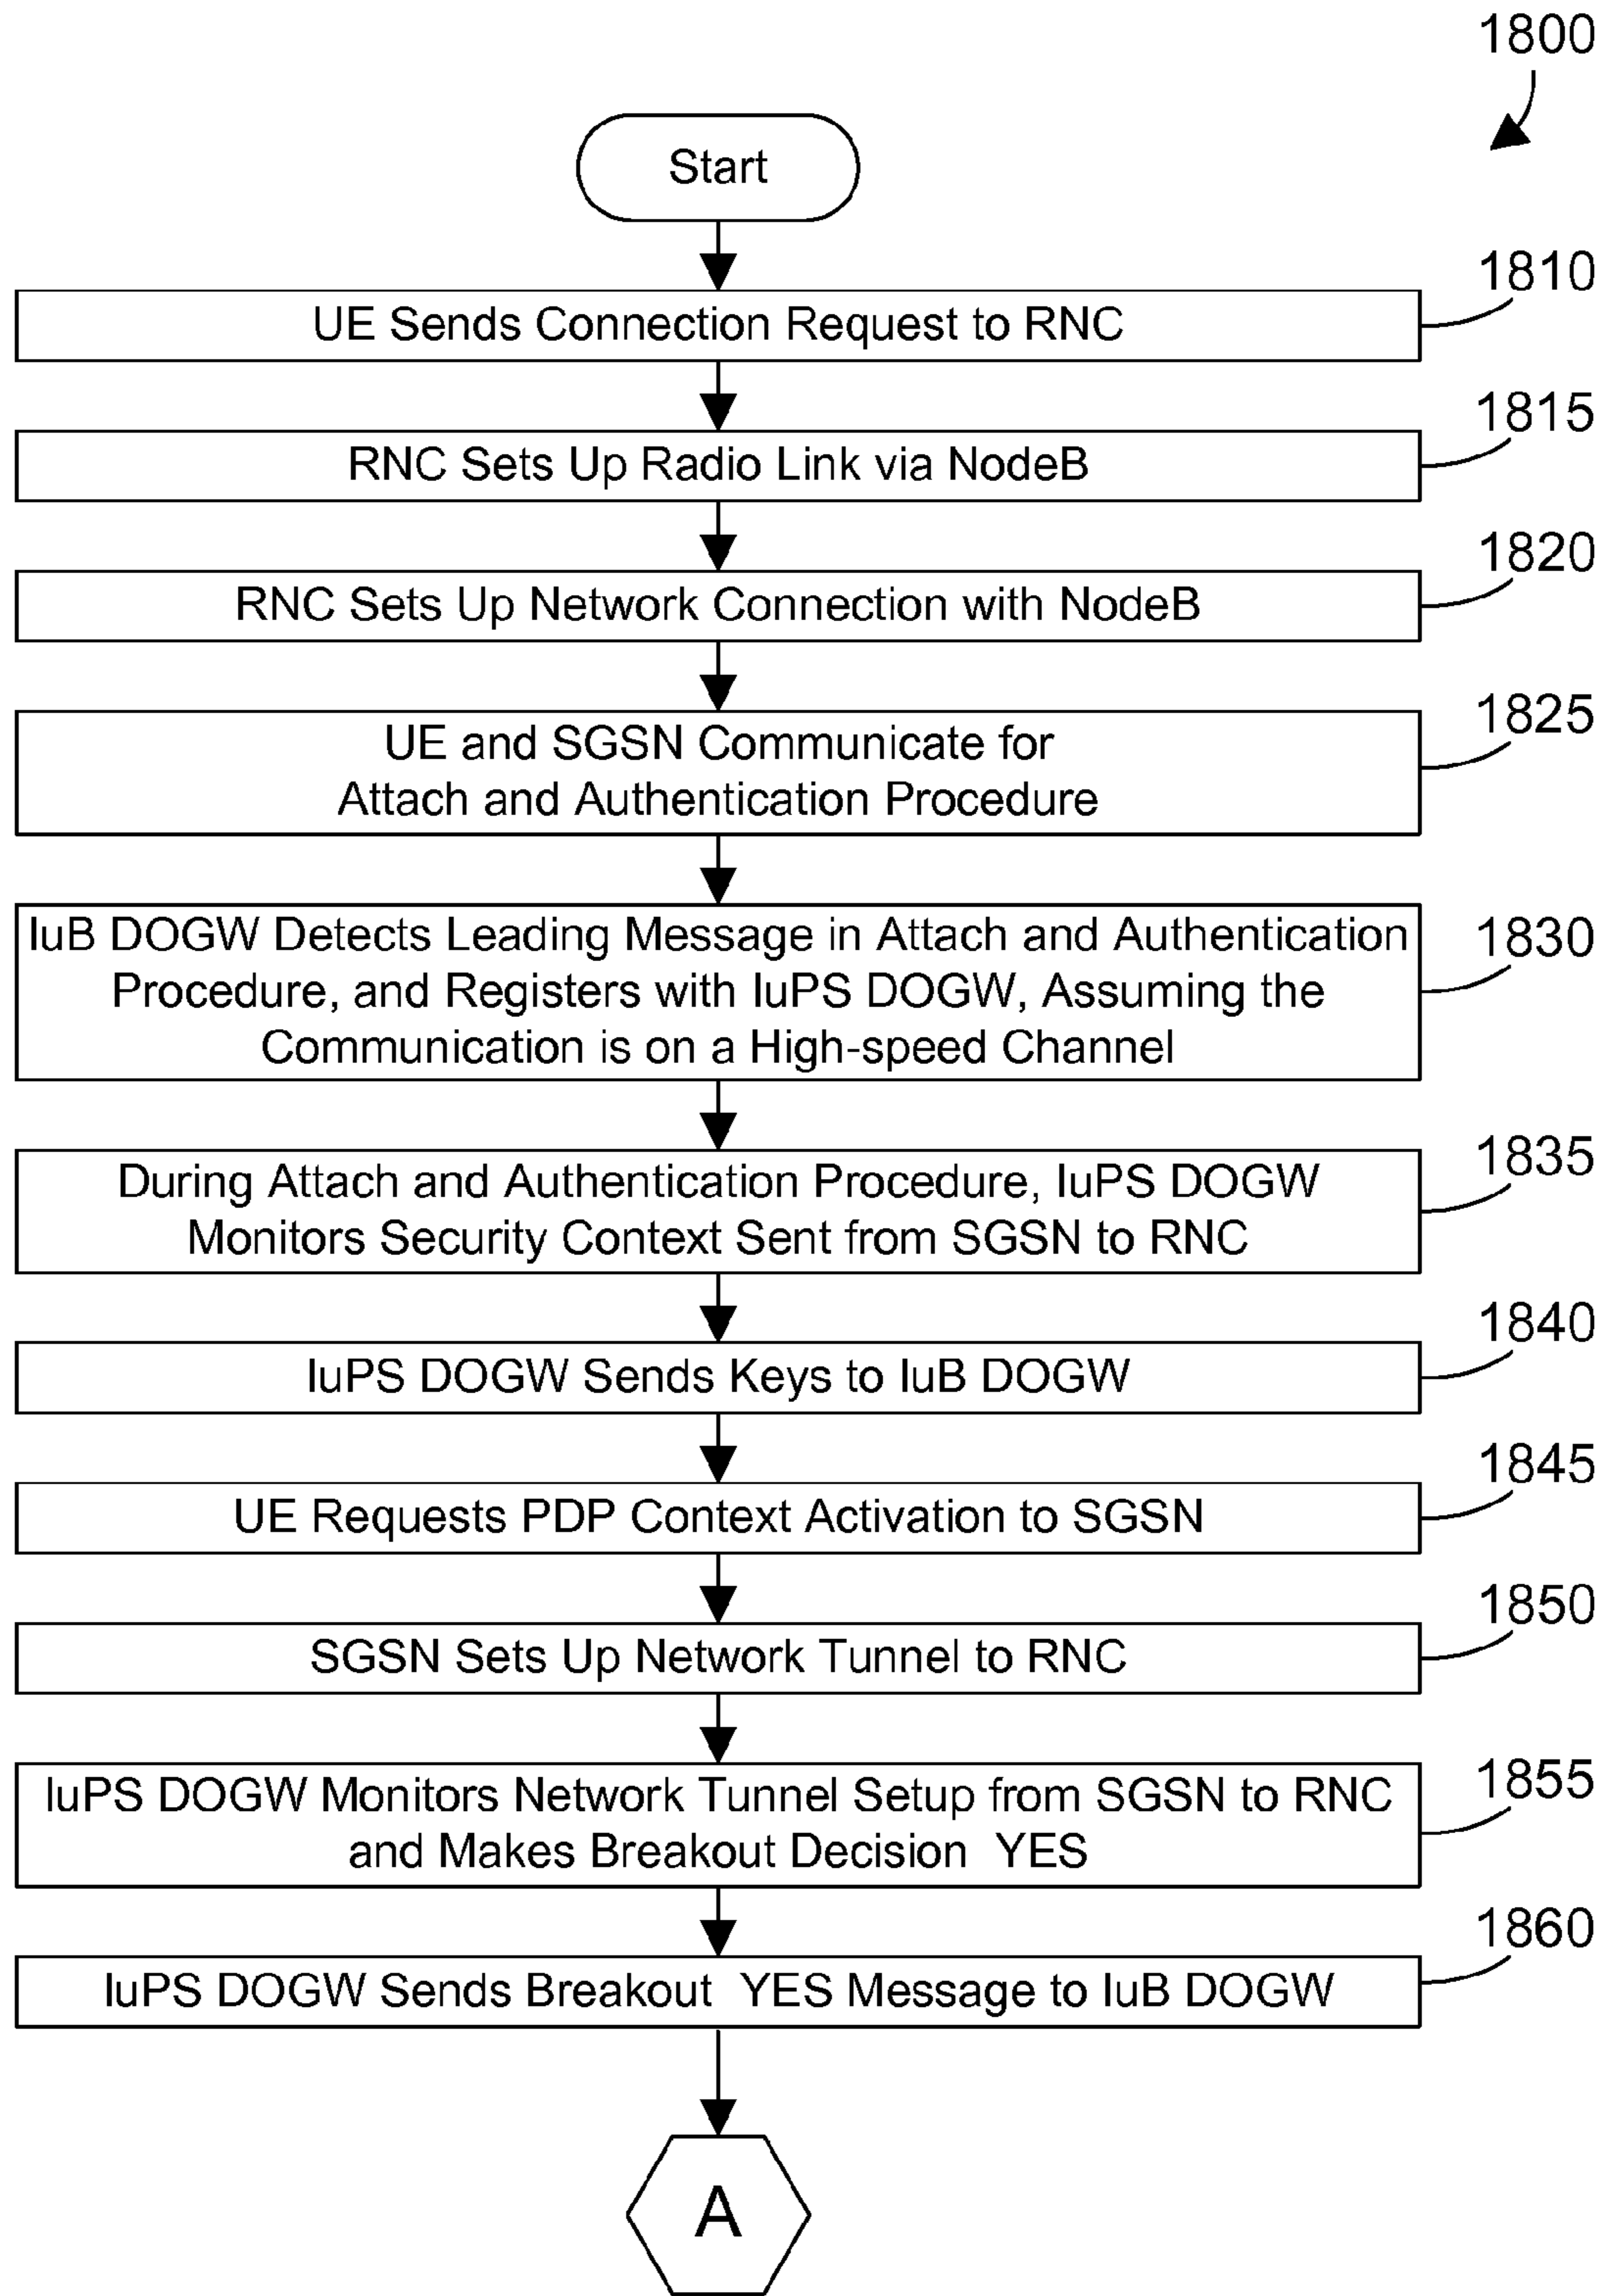 1800
Start
1810
UE Sends Connection Request to RNC
1815
RNC Sets Up Radio Link via NodeB
1820
RNC Sets Up Network Connection with NodeB
1825
UE and SGSN Communicate for
Attach and Authentication Procedure
1830
IuB DOGW Detects Leading Message in Attach and Authentication
Procedure, and Registers with IuPS DOGW, Assuming the
Communication is on a High-speed Channel
1835
During Attach and Authentication Procedure, IuPS DOGW
Monitors Security Context Sent from SGSN to RNC
1840
IuPS DOGW Sends Keys to IuB DOGW
1845
UE Requests PDP Context Activation to SGSN
1850
SGSN Sets Up Network Tunnel to RNC
1855
IuPS DOGW Monitors Network Tunnel Setup from SGSN to RNC
and Makes Breakout Decision YES
1860
IuPS DOGW Sends Breakout YES Message to IuB DOGW
A